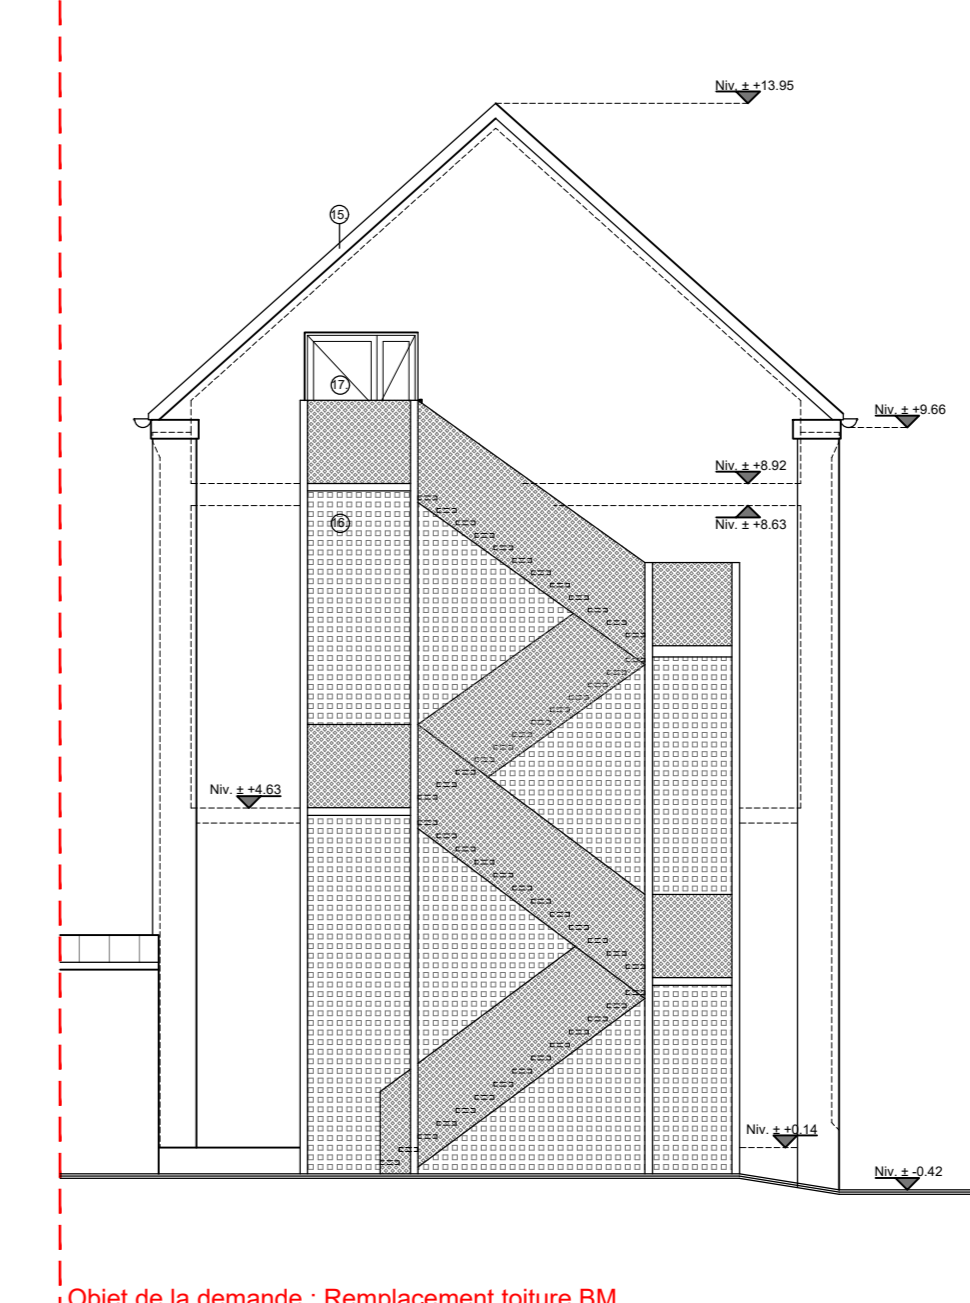 Niv. ± +13.95
15.
17.
Niv. ± +9.66
Niv. ± +8.92
16.
Niv. ± +8.63
Niv. ± +4.63
Niv. ± +0.14
Niv. ± -0.42
Objet de la demande : Remplacement toiture BM